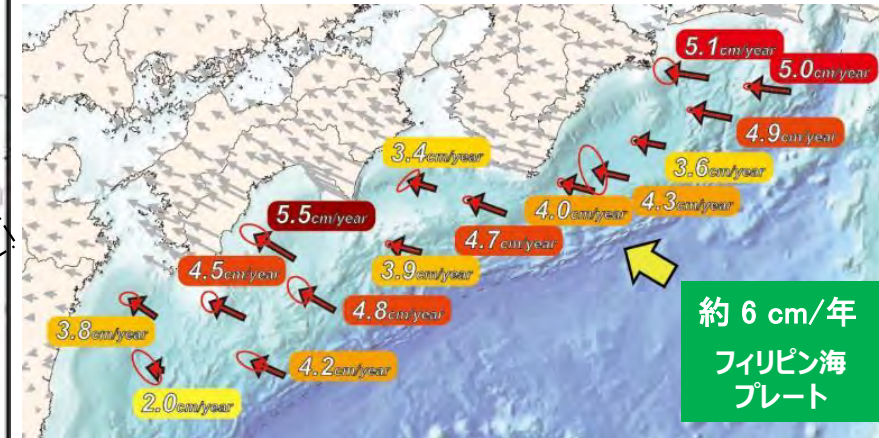 5.1cm/year
5.0cm/year
4.9cm/year
3.4cm/year
3.6cm/year
4.0cm/year
4.3cm/year
5.5cm/year
4.7cm/year
4.5cm/year
3.9cm/year
4.8cm/year
3.8cm/year
4.2cm/year
2.0cm/year
約 6 cm/年
フィリピン海
プレート